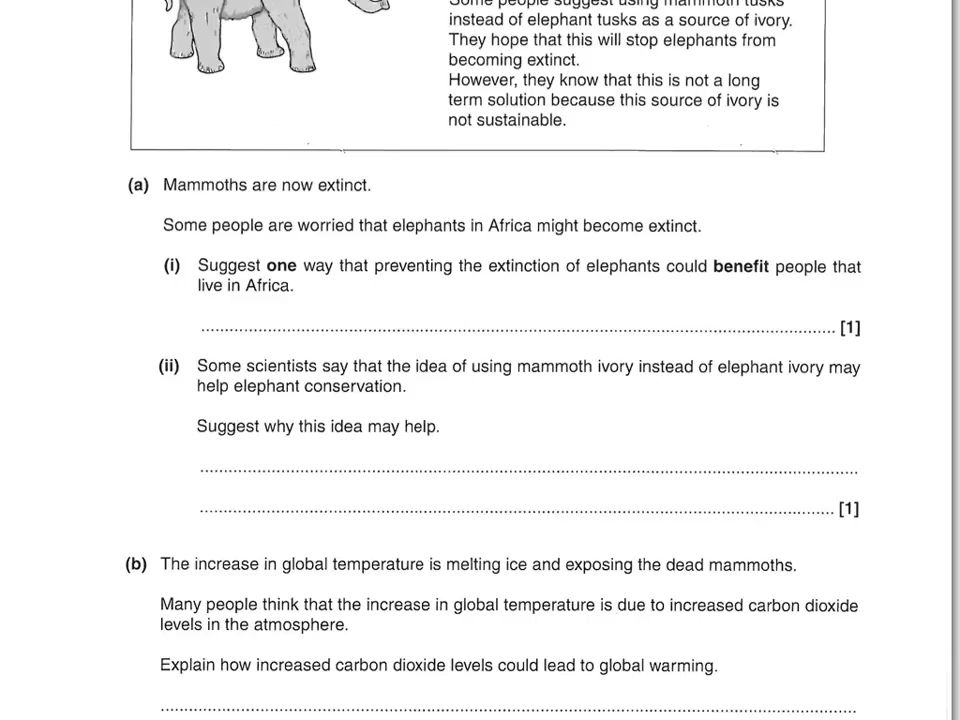 Some people suggest using mammoth tusks
instead of elephant tusks as a source of ivory.
They hope that this will stop elephants from
becoming extinct.
However, they know that this is not a long
term solution because this source of ivory is
not sustainable.
(a) Mammoths are now extinct.
Some people are worried that elephants in Africa might become extinct.
(i) Suggest one way that preventing the extinction of elephants could benefit people that
live in Africa.
[1]
(ii) Some scientists say that the idea of using mammoth ivory instead of elephant ivory may
help elephant conservation.
Suggest why this idea may help.
[1]
(b) The increase in global temperature is melting ice and exposing the dead mammoths.
Many people think that the increase in global temperature is due to increased carbon dioxide
levels in the atmosphere.
Explain how increased carbon dioxide levels could lead to global warming.